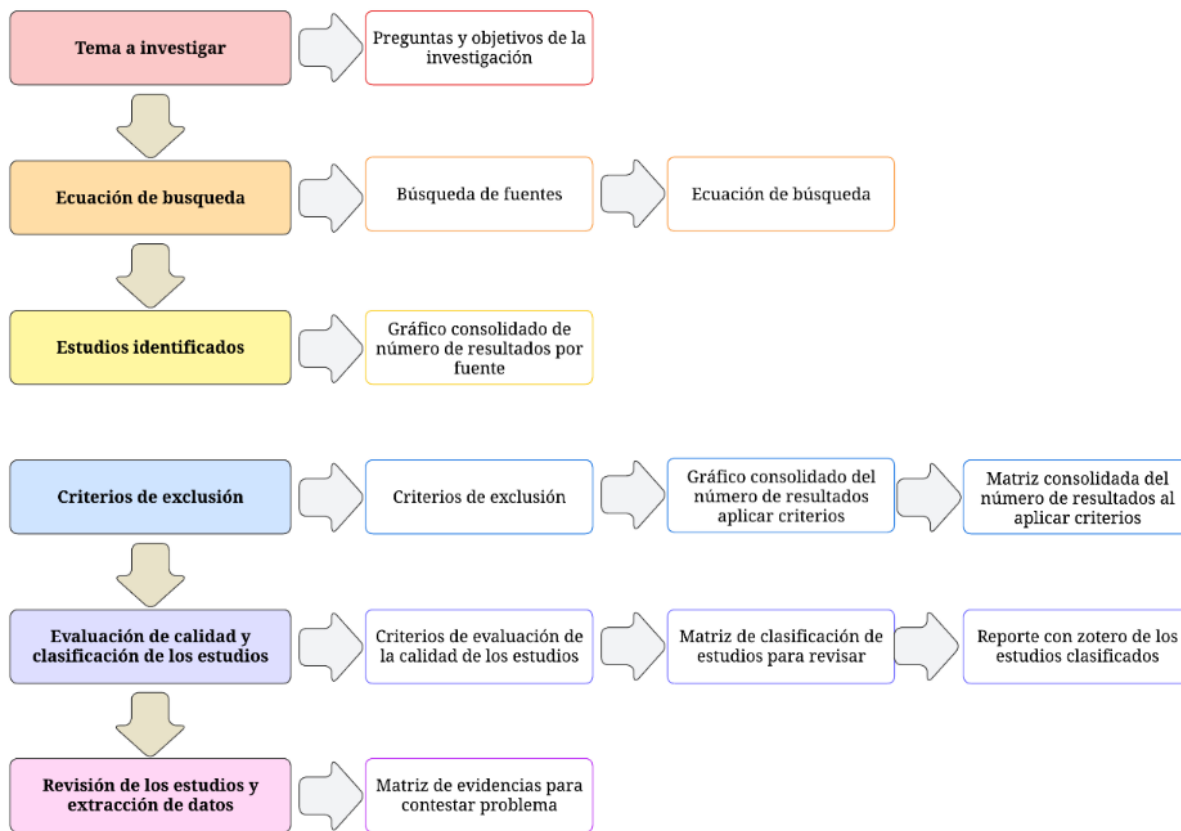 Tema a investigar
Preguntas y objetivos de la
investigación
Ecuación de busqueda
Búsqueda de fuentes
Ecuación de búsqueda
Estudios identificados
Gráfico consolidado de
número de resultados por
fuente
Criterios de exclusión
Criterios de exclusión
Gráfico consolidado del
número de resultados
aplicar criterios
Matriz consolidada del
número de resultados al
aplicar criterios
Evaluación de calidad y
clasificación de los estudios
Criterios de evaluación de
la calidad de los estudios
Matriz de clasificación de
estudios para revisar
Reporte con zotero de los
estudios clasificados
Revisión de los estudios y
extracción de datos
Matriz de evidencias para
contestar problema